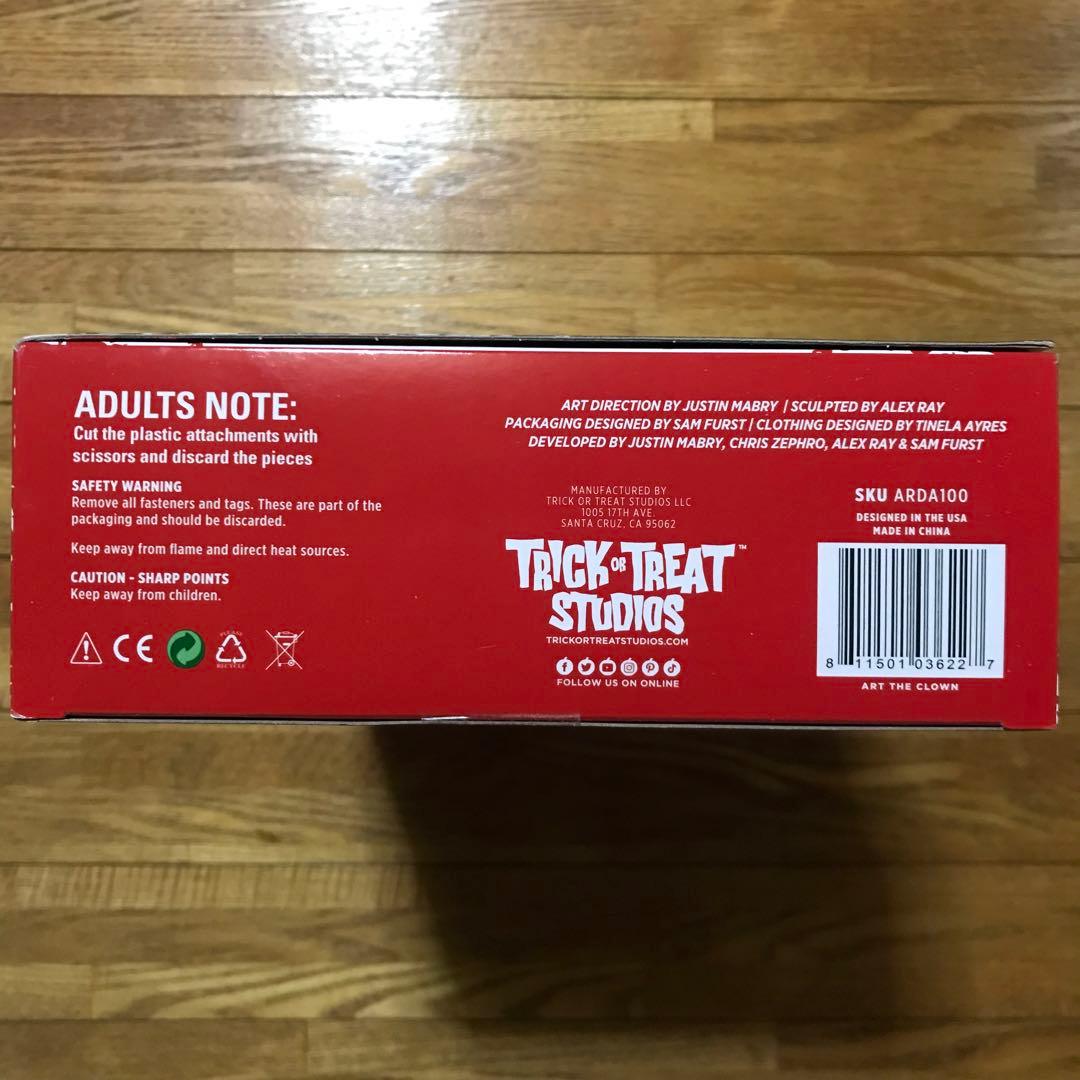 ADULTS NOTE:
Cut the plastic attachments with
scissors and discard the pieces
SAFETY WARNING
Remove all fasteners and tags. These are part of the
packaging and should be discarded.
Keep away from flame and direct heat sources.
CAUTION - SHARP POINTS
Keep away from children.
CE
PLEASE
RECYCLE
ART DIRECTION BY JUSTIN MABRY | SCULPTED BY ALEX RAY
PACKAGING DESIGNED BY SAM FURST | CLOTHING DESIGNED BY TINELA AYRES
DEVELOPED BY JUSTIN MABRY, CHRIS ZEPHRO, ALEX RAY & SAM FURST
MANUFACTURED BY
TRICK OR TREAT STUDIOS LLC
1005 17TH AVE.
SANTA CRUZ, CA 95062
TRICK OR TREAT™
STUDIOS
TRICKORTREATSTUDIOS.COM
FOLLOW US ON ONLINE
SKU ARDA100
DESIGNED IN THE USA
MADE IN CHINA
8 11501 03622 7
ART THE CLOWN